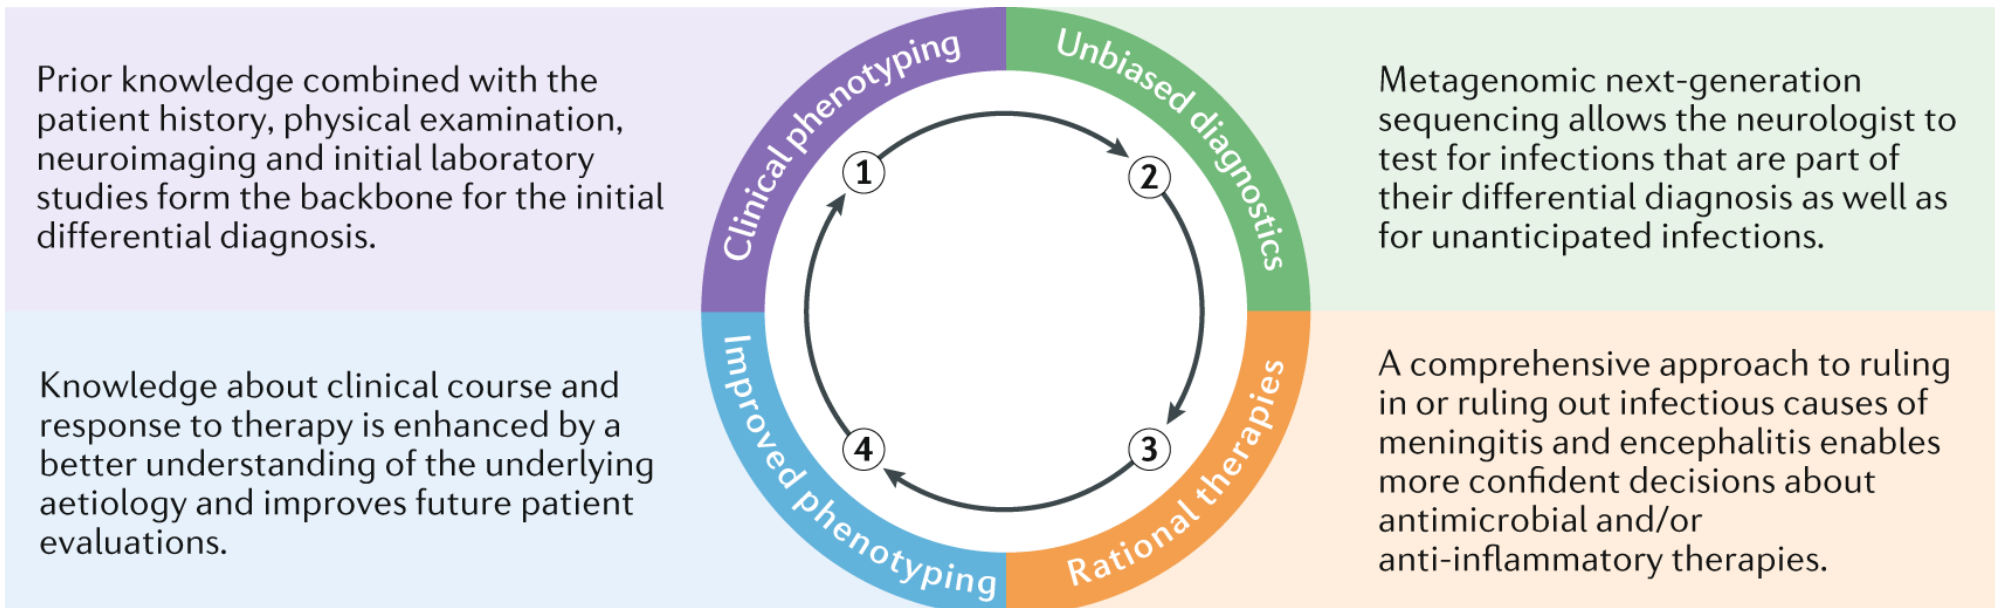 Prior knowledge combined with the
patient history, physical examination,
neuroimaging and initial laboratory
studies form the backbone for the initial
differential diagnosis.
Clinical phenotyping
1
Unbiased diagnostics
2
Metagenomic next-generation
sequencing allows the neurologist to
test for infections that are part of
their differential diagnosis as well as
for unanticipated infections.
Rational therapies
3
A comprehensive approach to ruling
in or ruling out infectious causes of
meningitis and encephalitis enables
more confident decisions about
antimicrobial and/or
anti-inflammatory therapies.
Improved phenotyping
4
Knowledge about clinical course and
response to therapy is enhanced by a
better understanding of the underlying
aetiology and improves future patient
evaluations.